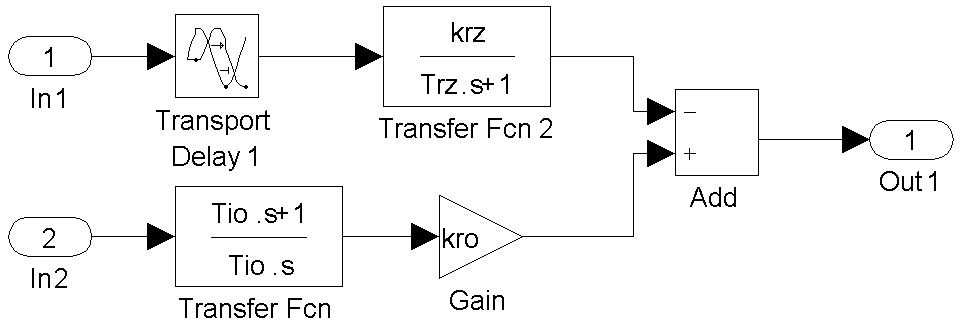 1
In1
Transport
Delay 1
krz
Trz.s+1
Transfer Fcn 2
−
+
Add
1
Out1
2
In2
Tio.s+1
Tio.s
Transfer Fcn
kro
Gain